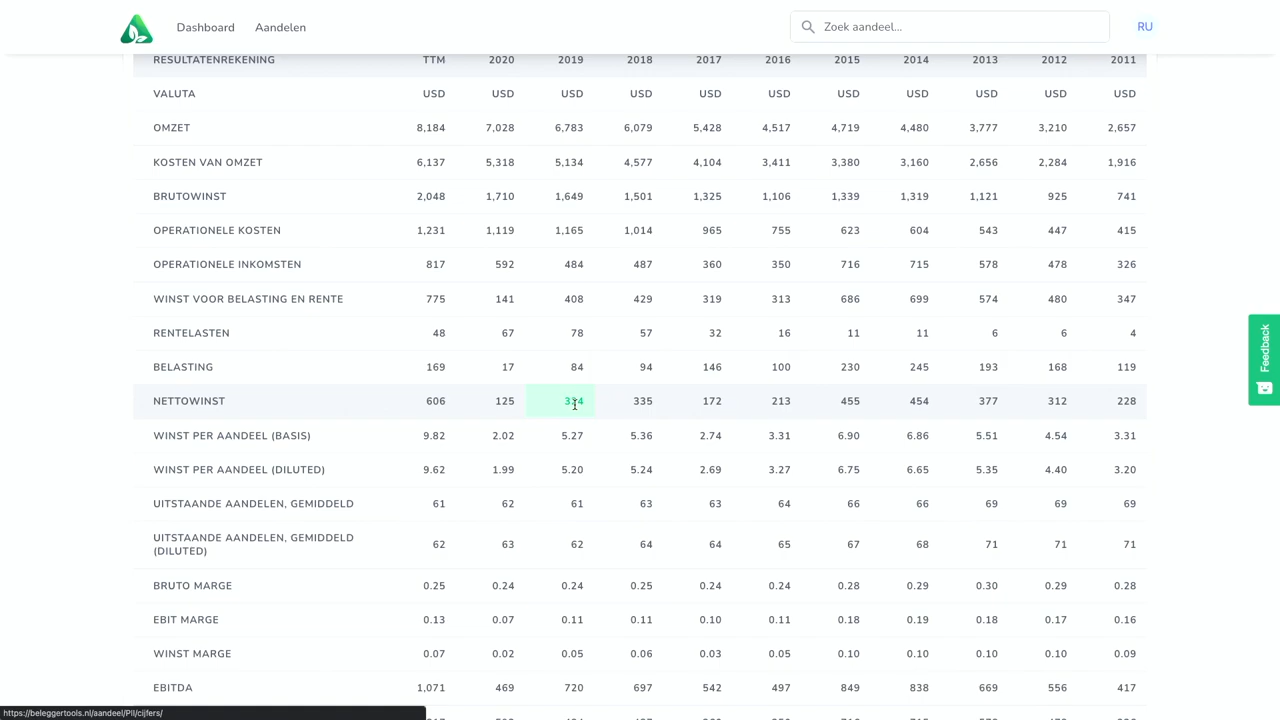 Dashboard Aandelen Zoek aandeel... RU
RESULTATENREKENING TTM 2020 2019 2018 2017 2016 2015 2014 2013 2012 2011
VALUTA USD USD USD USD USD USD USD USD USD USD USD
OMZET 8,184 7,028 6,783 6,079 5,428 4,517 4,719 4,480 3,777 3,210 2,657
KOSTEN VAN OMZET 6,137 5,318 5,134 4,577 4,104 3,411 3,380 3,160 2,656 2,284 1,916
BRUTOWINST 2,048 1,710 1,649 1,501 1,325 1,106 1,339 1,319 1,121 925 741
OPERATIONELE KOSTEN 1,231 1,119 1,165 1,014 965 755 623 604 543 447 415
OPERATIONELE INKOMSTEN 817 592 484 487 360 350 716 715 578 478 326
WINST VOOR BELASTING EN RENTE 775 141 408 429 319 313 686 699 574 480 347
RENTELASTEN 48 67 78 57 32 16 11 11 6 6 4
BELASTING 169 17 84 94 146 100 230 245 193 168 119
NETTOWINST 606 125 335 172 213 455 454 377 312 228
WINST PER AANDEEL (BASIS) 9.82 2.02 5.27 5.36 2.74 3.31 6.90 6.86 5.51 4.54 3.31
WINST PER AANDEEL (DILUTED) 9.62 1.99 5.20 5.24 2.69 3.27 6.75 6.65 5.35 4.40 3.20
UITSTAANDE AANDELEN, GEMIDDELD 61 62 61 63 63 64 66 66 69 69 69
UITSTAANDE AANDELEN, GEMIDDELD
(DILUTED) 62 63 62 64 64 65 67 68 71 71 71
BRUTO MARGE 0.25 0.24 0.24 0.25 0.24 0.24 0.28 0.29 0.30 0.29 0.28
EBIT MARGE 0.13 0.07 0.11 0.11 0.10 0.11 0.18 0.19 0.18 0.17 0.16
WINST MARGE 0.07 0.02 0.05 0.06 0.03 0.05 0.10 0.10 0.10 0.10 0.09
EBITDA 1,071 469 720 697 542 497 849 838 669 556 417
Feedback
https://beleggertools.nl/aandeel/PII/cijfers/